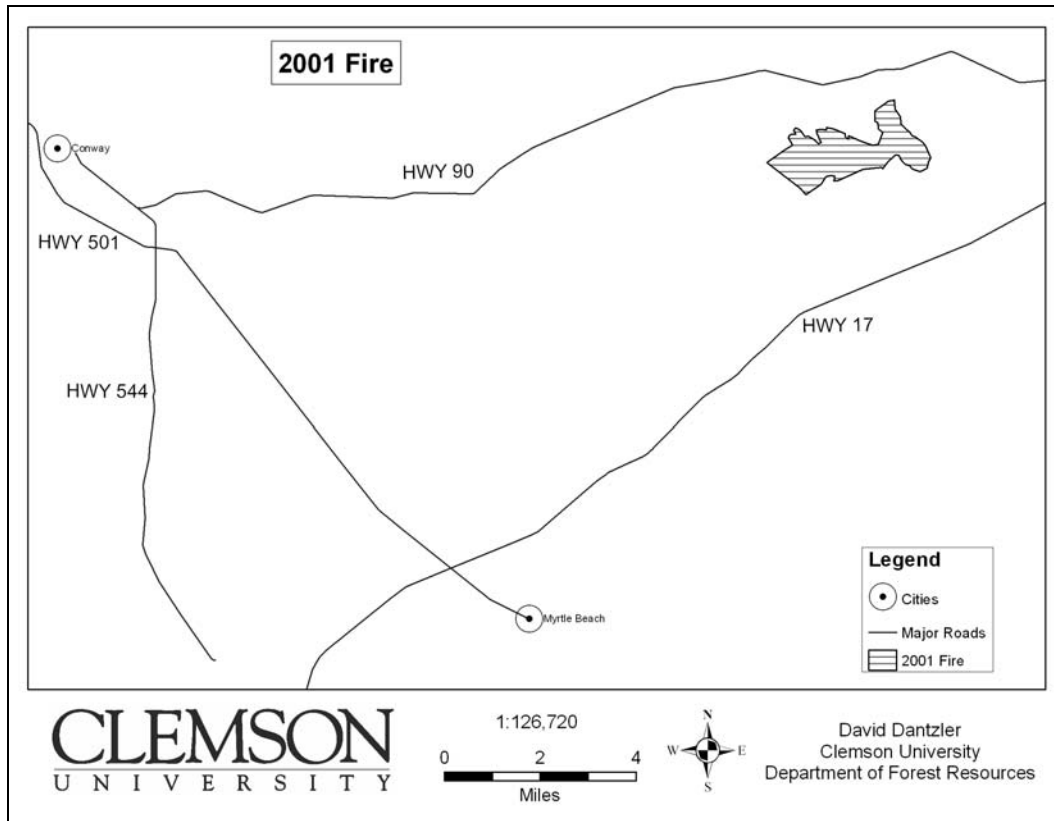 2001 Fire
Conway
HWY 90
HWY 501
HWY 17
HWY 544
Myrtle Beach
Legend
Cities
Major Roads
2001 Fire
CLEMSON
UNIVERSITY
1:126,720
0 2 4
Miles
N
W E
S
David Dantzler
Clemson University
Department of Forest Resources